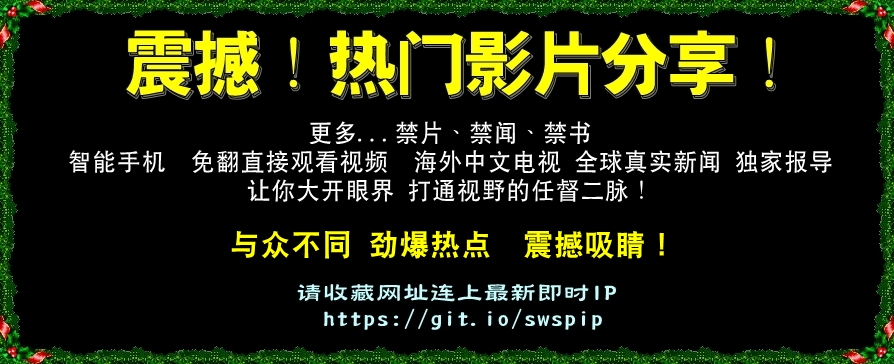 震撼！热门影片分享！
更多...禁片、禁闻、禁书
智能手机 免翻直接观看视频 海外中文电视 全球真实新闻 独家报导
让你大开眼界 打通视野的任督二脉！
与众不同 劲爆热点 震撼吸睛！
请收藏网址连上最新即时IP
https://git.io/swspip